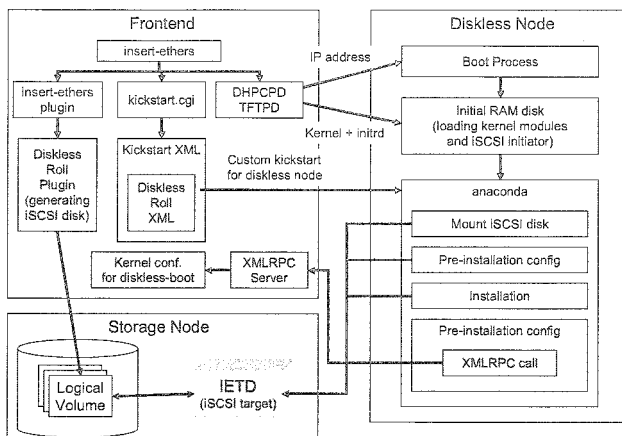 Frontend
insert-ethers
insert-ethers
plugin
kickstart.cgi
DHPCPD
TFTPD
Diskless
Roll
Plugin
(generating
iSCSI disk)
Kickstart XML
Diskless
Roll
XML
Kernel conf.
for diskless-boot
XMLRPC
Server
IP address
Kernel + initrd
Custom kickstart
for diskless node
Diskless Node
Boot Process
Initial RAM disk
(loading kernel modules
and iSCSI initiator)
anaconda
Mount iSCSI disk
Pre-installation config
Installation
Pre-installation config
XMLRPC call
Storage Node
Logical
Volume
IETD
(iSCSI target)